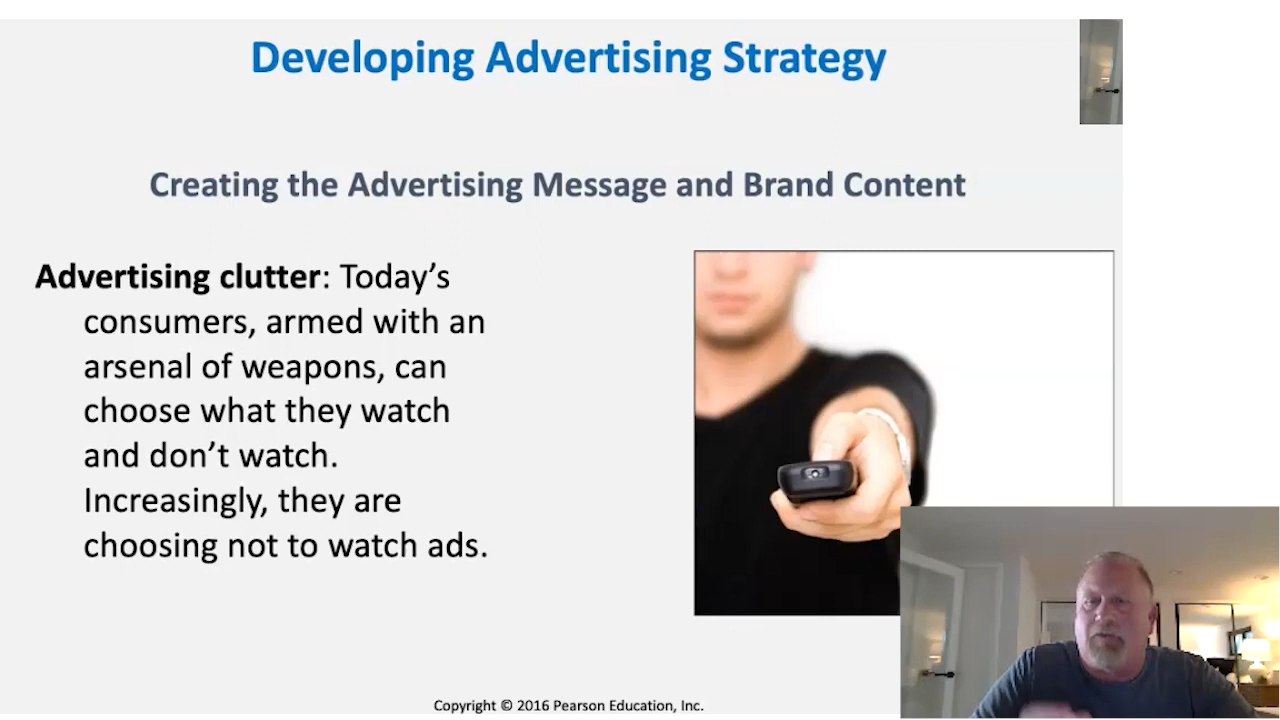 Developing Advertising Strategy
Creating the Advertising Message and Brand Content
Advertising clutter: Today’s
consumers, armed with an
arsenal of weapons, can
choose what they watch
and don’t watch.
Increasingly, they are
choosing not to watch ads.
Copyright © 2016 Pearson Education, Inc.